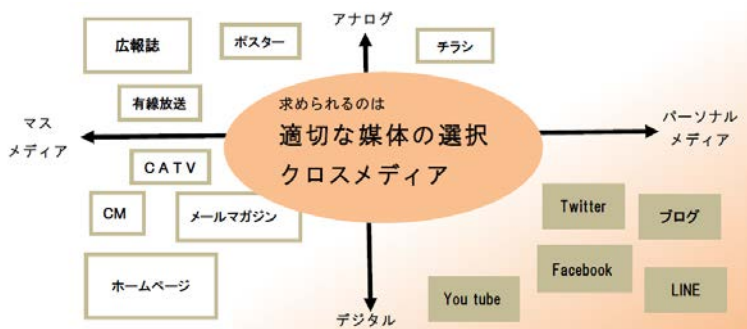 アナログ
広報誌
ポスター
チラシ
有線放送
求められるのは
マス
メディア
適切な媒体の選択
パーソナル
メディア
クロスメディア
CATV
CM
メールマガジン
Twitter
ブログ
ホームページ
Facebook
LINE
You tube
デジタル